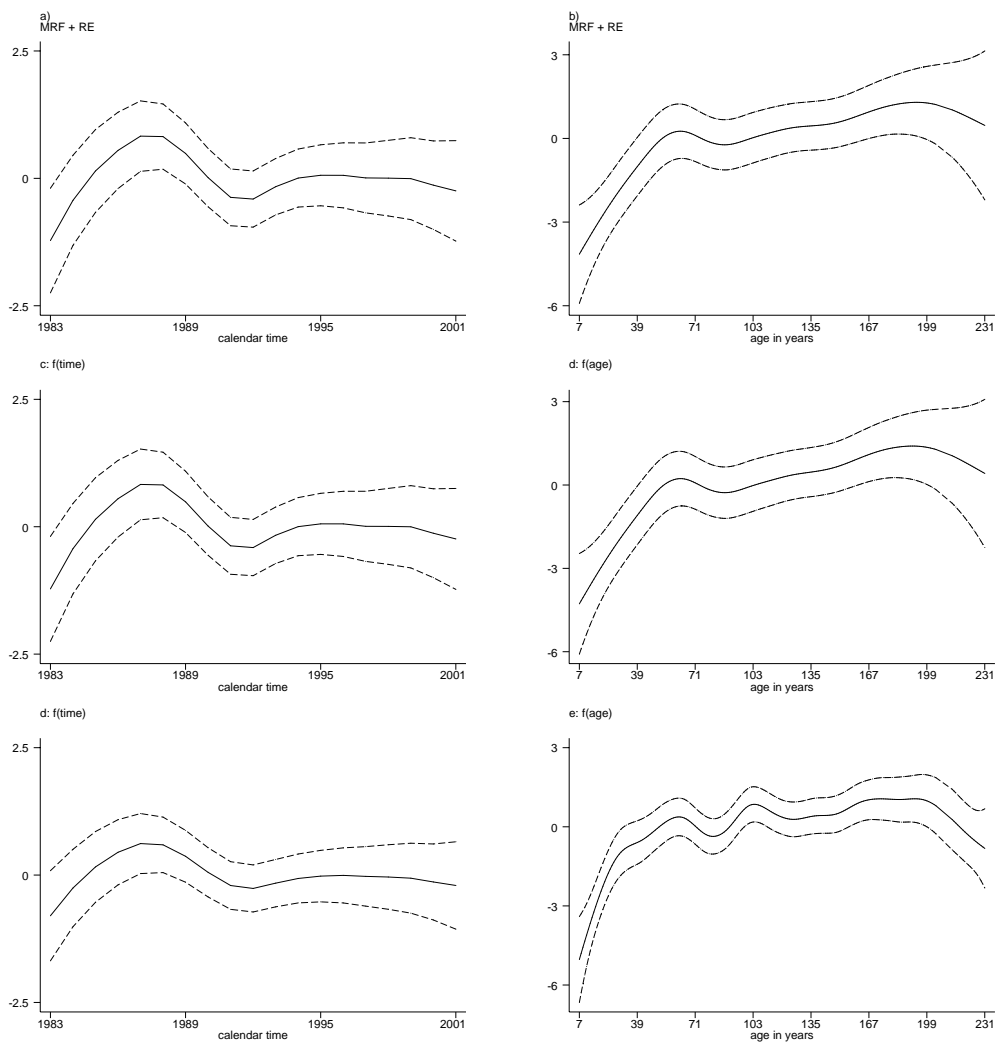 a)
MRF + RE
2.5
0
-2.5
1983 1989 1995 2001
calendar time
b)
MRF + RE
3
0
-3
-6
7 39 71 103 135 167 199 231
age in years
c: f(time)
2.5
0
-2.5
1983 1989 1995 2001
calendar time
d: f(age)
3
0
-3
-6
7 39 71 103 135 167 199 231
age in years
d: f(time)
2.5
0
-2.5
1983 1989 1995 2001
calendar time
e: f(age)
3
0
-3
-6
7 39 71 103 135 167 199 231
age in years